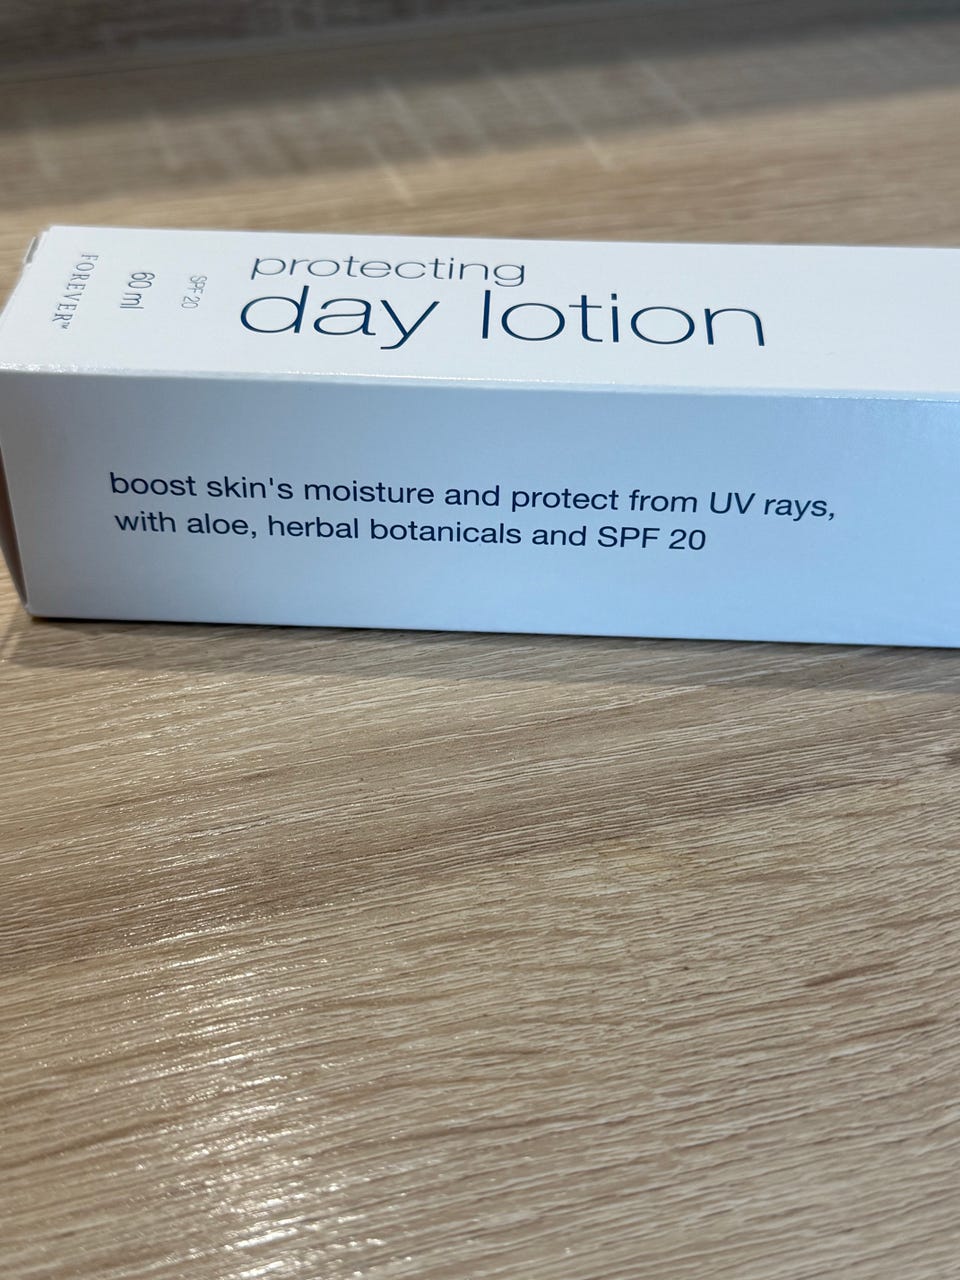 FOREVER™
60 ml
SPF 20
protecting
day lotion
boost skin's moisture and protect from UV rays,
with aloe, herbal botanicals and SPF 20